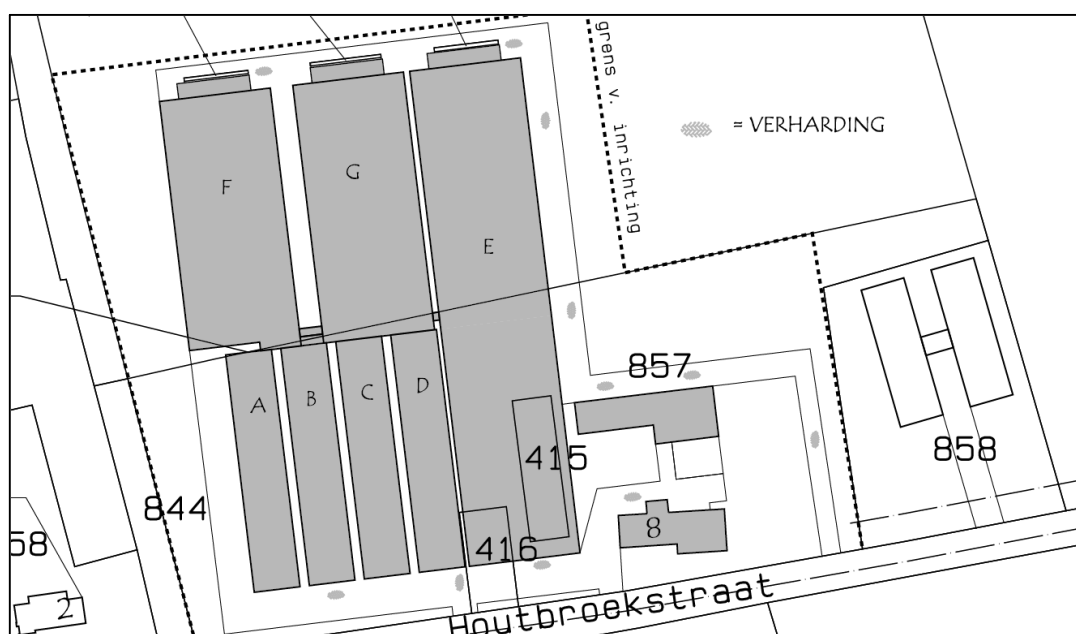 grens v. inrichting
= VERHARDING
F
G
E
857
A
B
C
D
415
858
844
58
416
8
2
Houtbroekstraat